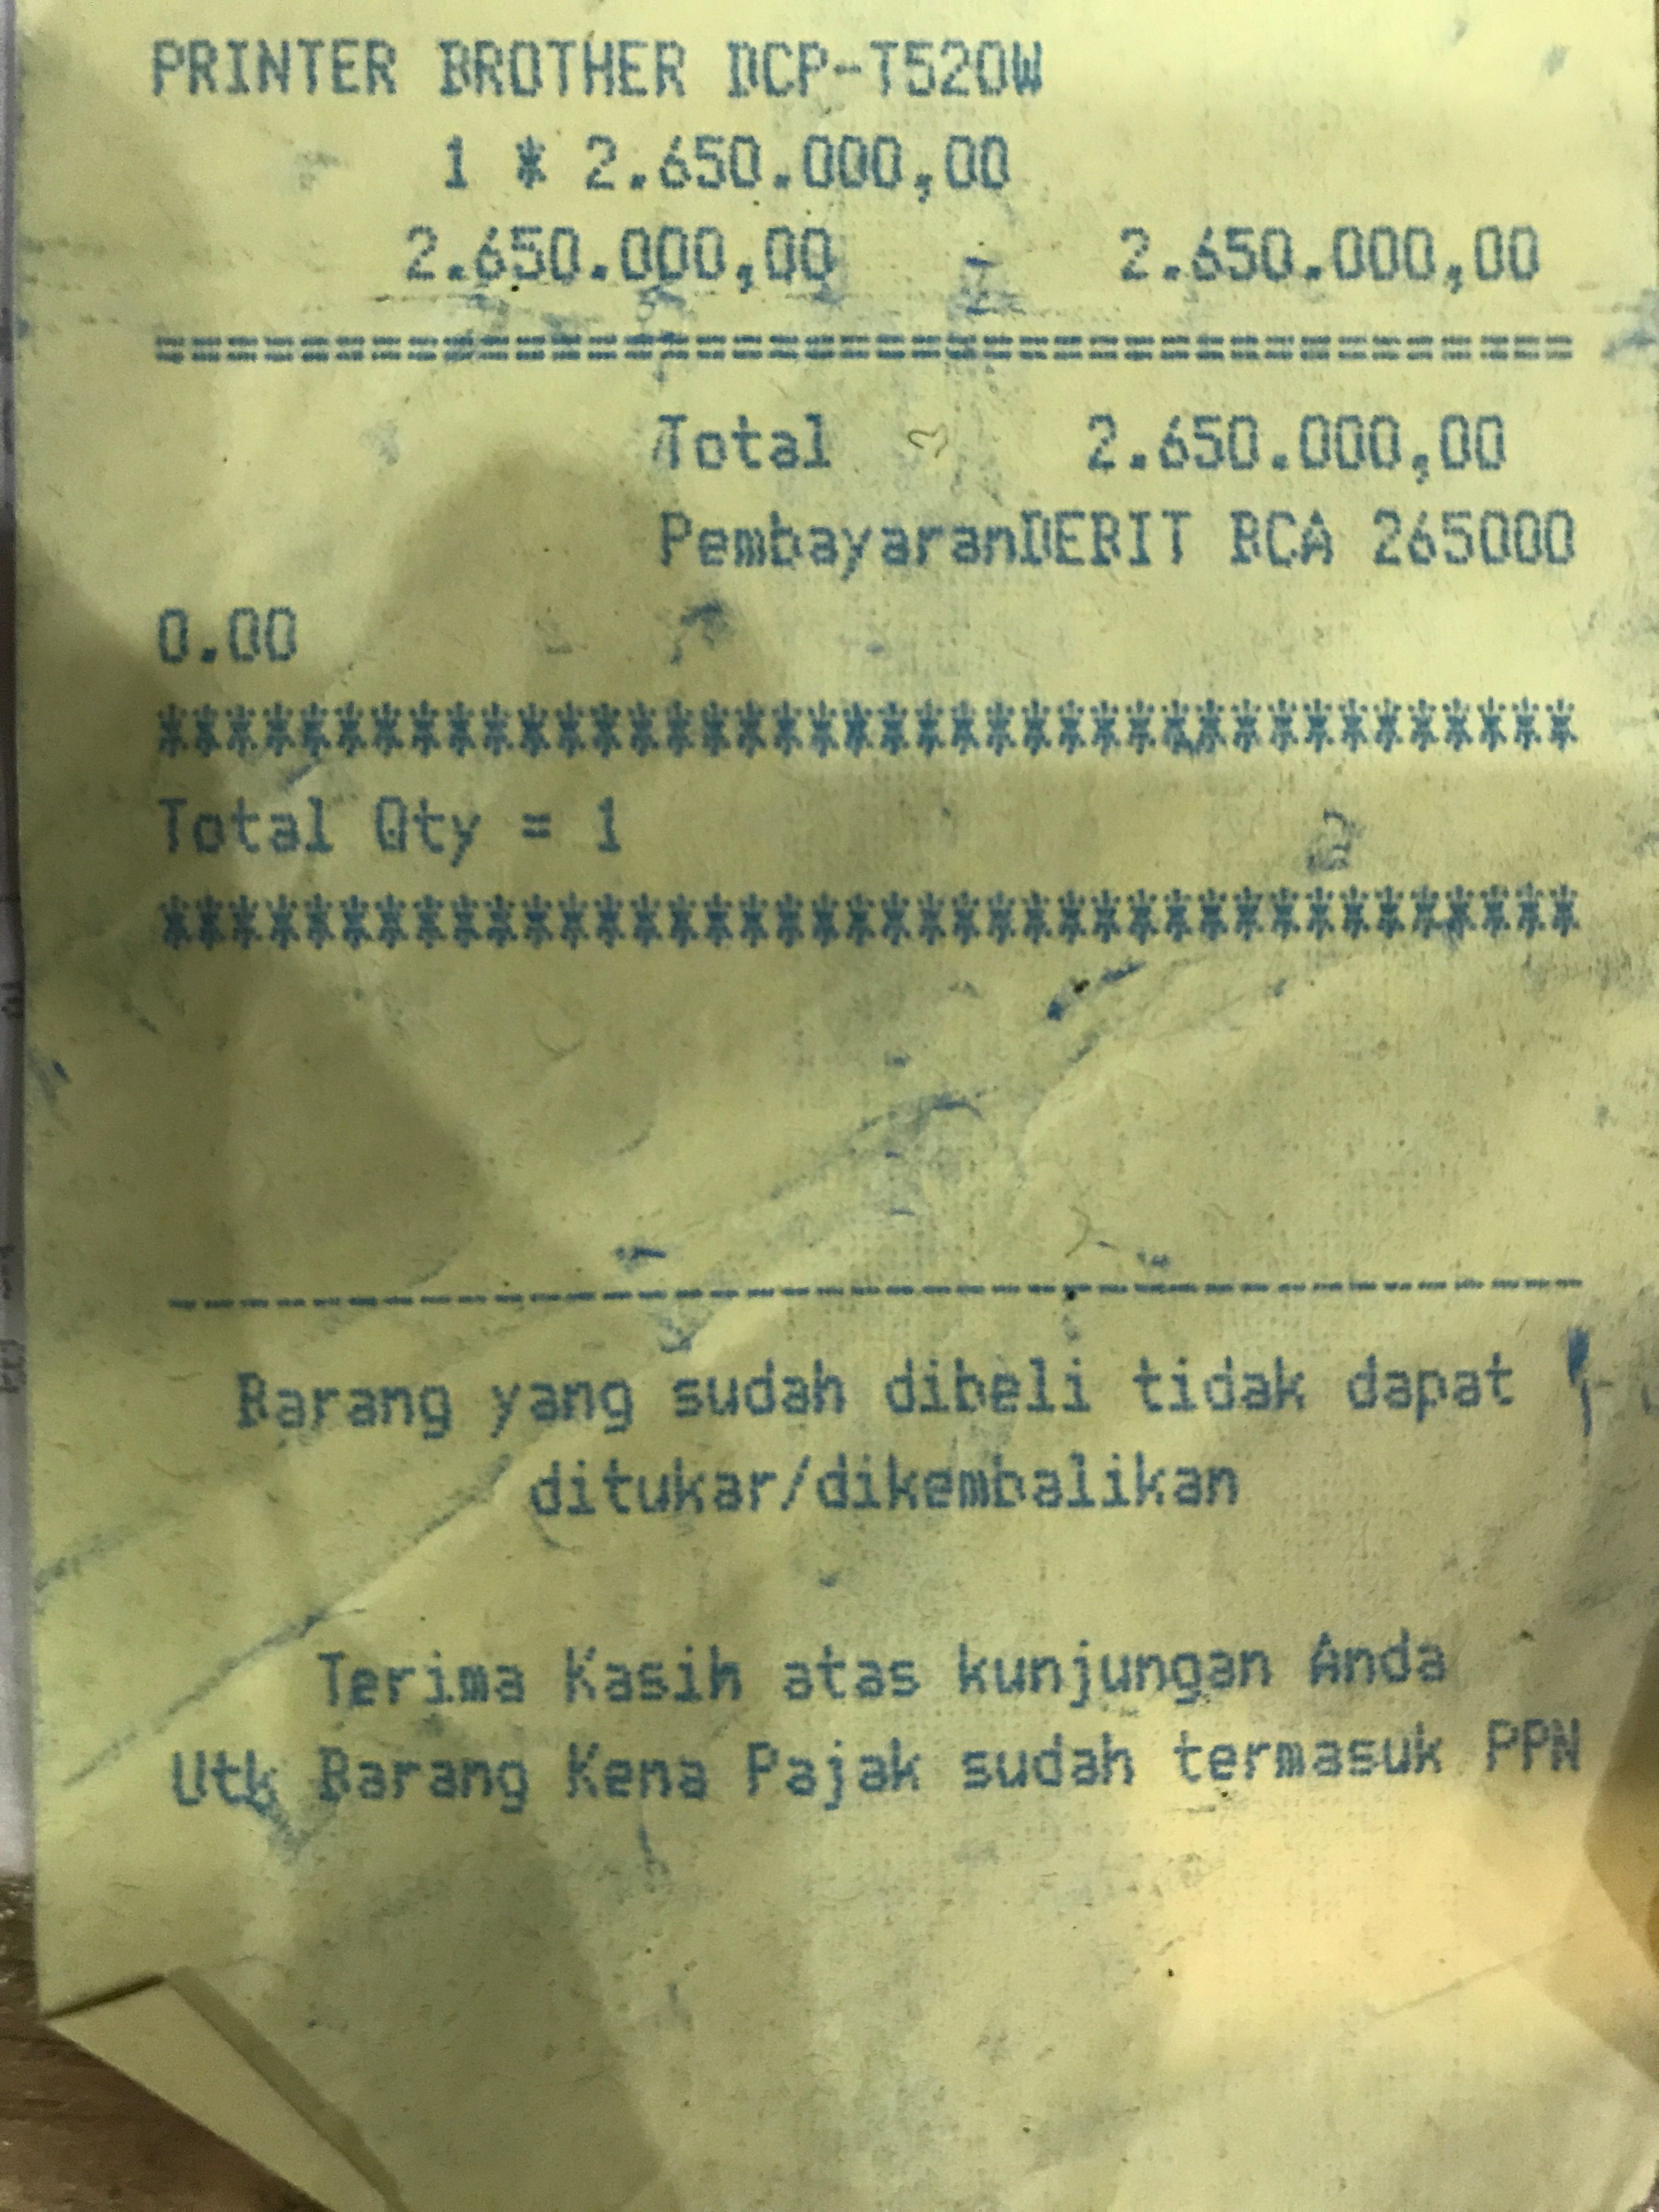 PRINTER BROTHER DCP-T520W
1 * 2.650.000,00
2.650.000,00 2.650.000,00
========================================
Total 2.650.000,00
PembayaranDEBIT BCA 265000
0.00
****************************************
Total Qty = 1
****************************************
----------------------------------------
Barang yang sudah dibeli tidak dapat
ditukar/dikembalikan
Terima Kasih atas kunjungan Anda
Utk Barang Kena Pajak sudah termasuk PPN